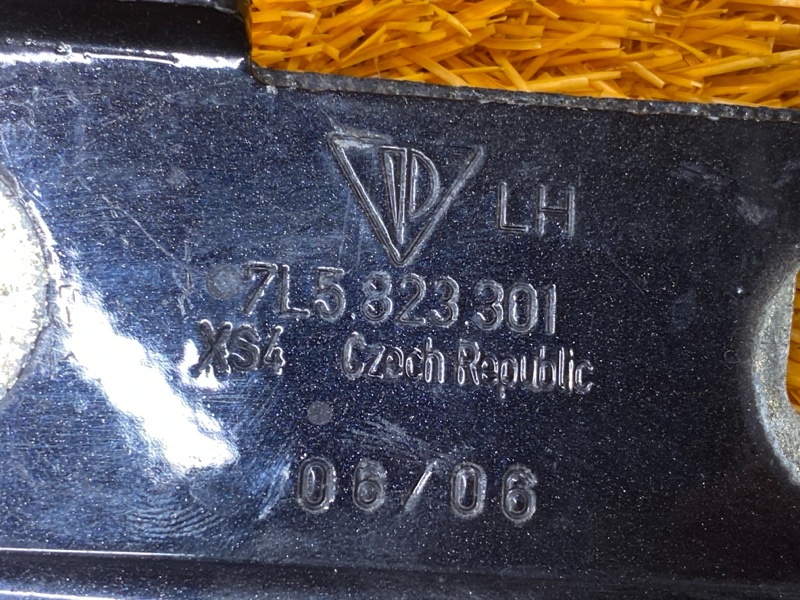 LH
7L5.823.301
XS4 Czech Republic
06/06